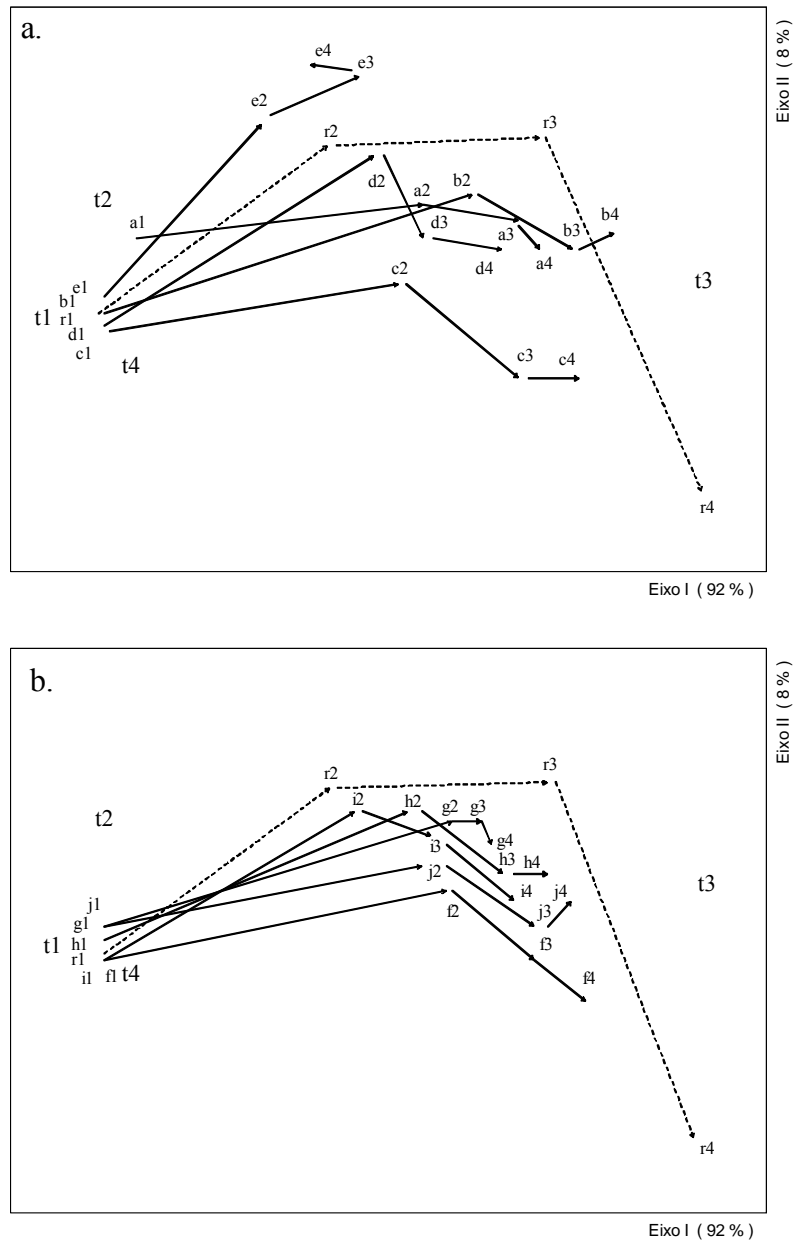 a.
Eixo II ( 8 % )
e4
e3
e2
r2
r3
t2
d2
b2
a2
a1
d3
a3
b3
b4
d4
a4
c2
t3
e1
b1
t1
r1
d1
c1
t4
c3
c4
r4
Eixo I ( 92 % )
b.
Eixo II ( 8 % )
r2
r3
i2
h2
g2
g3
t2
i3
g4
h3
h4
j2
t3
i4
j4
j1
f2
j3
g1
t1
h1
f3
r1
i1
f1
t4
f4
r4
Eixo I ( 92 % )